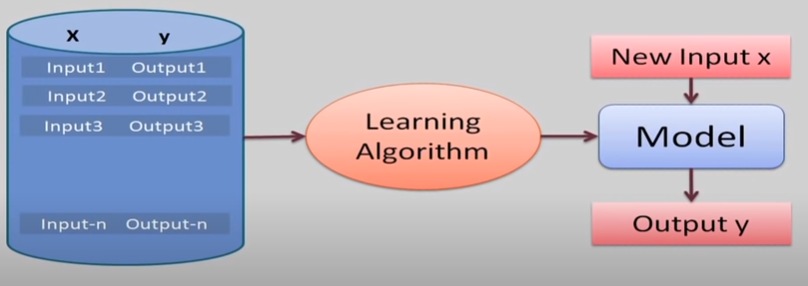 x y
Input1 Output1
Input2 Output2
Input3 Output3
Input-n Output-n
Learning
Algorithm
New Input x
Model
Output y